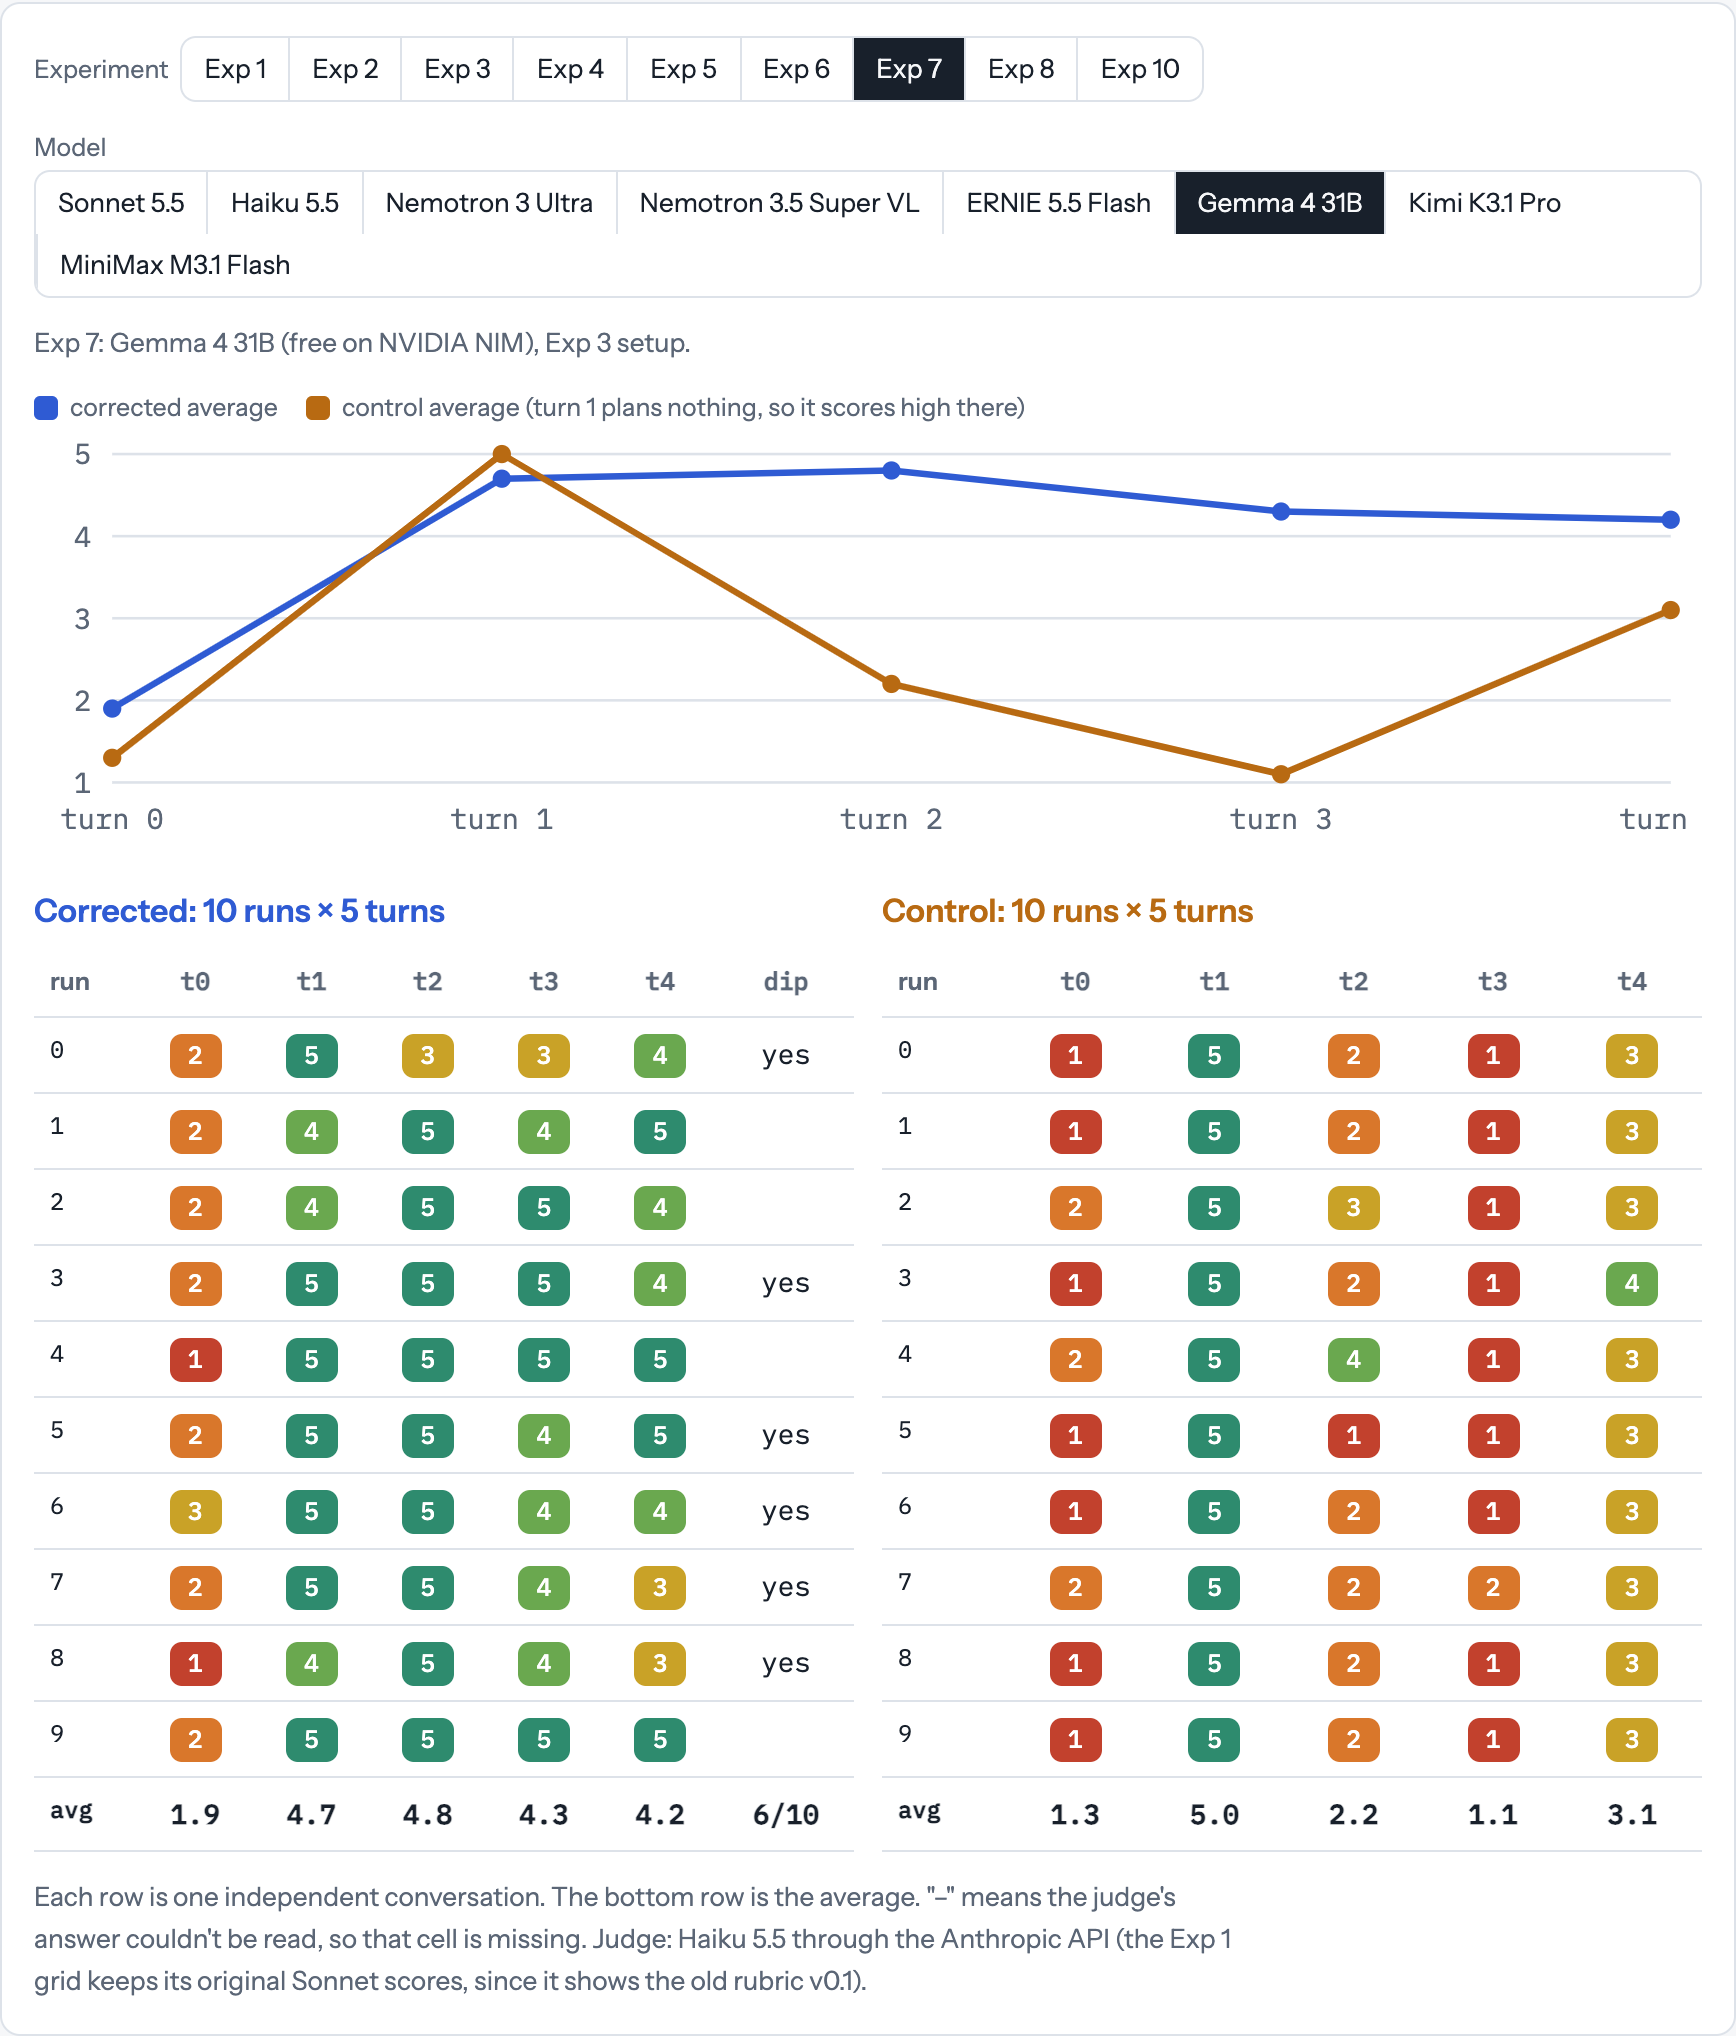 Experiment Exp 1 Exp 2 Exp 3 Exp 4 Exp 5 Exp 6 Exp 7 Exp 8 Exp 10
Model
Sonnet 5.5 Haiku 5.5 Nemotron 3 Ultra Nemotron 3.5 Super VL ERNIE 5.5 Flash Gemma 4 31B Kimi K3.1 Pro
MiniMax M3.1 Flash
Exp 7: Gemma 4 31B (free on NVIDIA NIM), Exp 3 setup.
corrected average control average (turn 1 plans nothing, so it scores high there)
5
4
3
2
1
turn 0 turn 1 turn 2 turn 3 turn
Corrected: 10 runs × 5 turns
run t0 t1 t2 t3 t4 dip
0 2 5 3 3 4 yes
1 2 4 5 4 5
2 2 4 5 5 4
3 2 5 5 5 4 yes
4 1 5 5 5 5
5 2 5 5 4 5 yes
6 3 5 5 4 4 yes
7 2 5 5 4 3 yes
8 1 4 5 4 3 yes
9 2 5 5 5 5
avg 1.9 4.7 4.8 4.3 4.2 6/10
Control: 10 runs × 5 turns
run t0 t1 t2 t3 t4
0 1 5 2 1 3
1 1 5 2 1 3
2 2 5 3 1 3
3 1 5 2 1 4
4 2 5 4 1 3
5 1 5 1 1 3
6 1 5 2 1 3
7 2 5 2 2 3
8 1 5 2 1 3
9 1 5 2 1 3
avg 1.3 5.0 2.2 1.1 3.1
Each row is one independent conversation. The bottom row is the average. "–" means the judge's
answer couldn't be read, so that cell is missing. Judge: Haiku 5.5 through the Anthropic API (the Exp 1
grid keeps its original Sonnet scores, since it shows the old rubric v0.1).